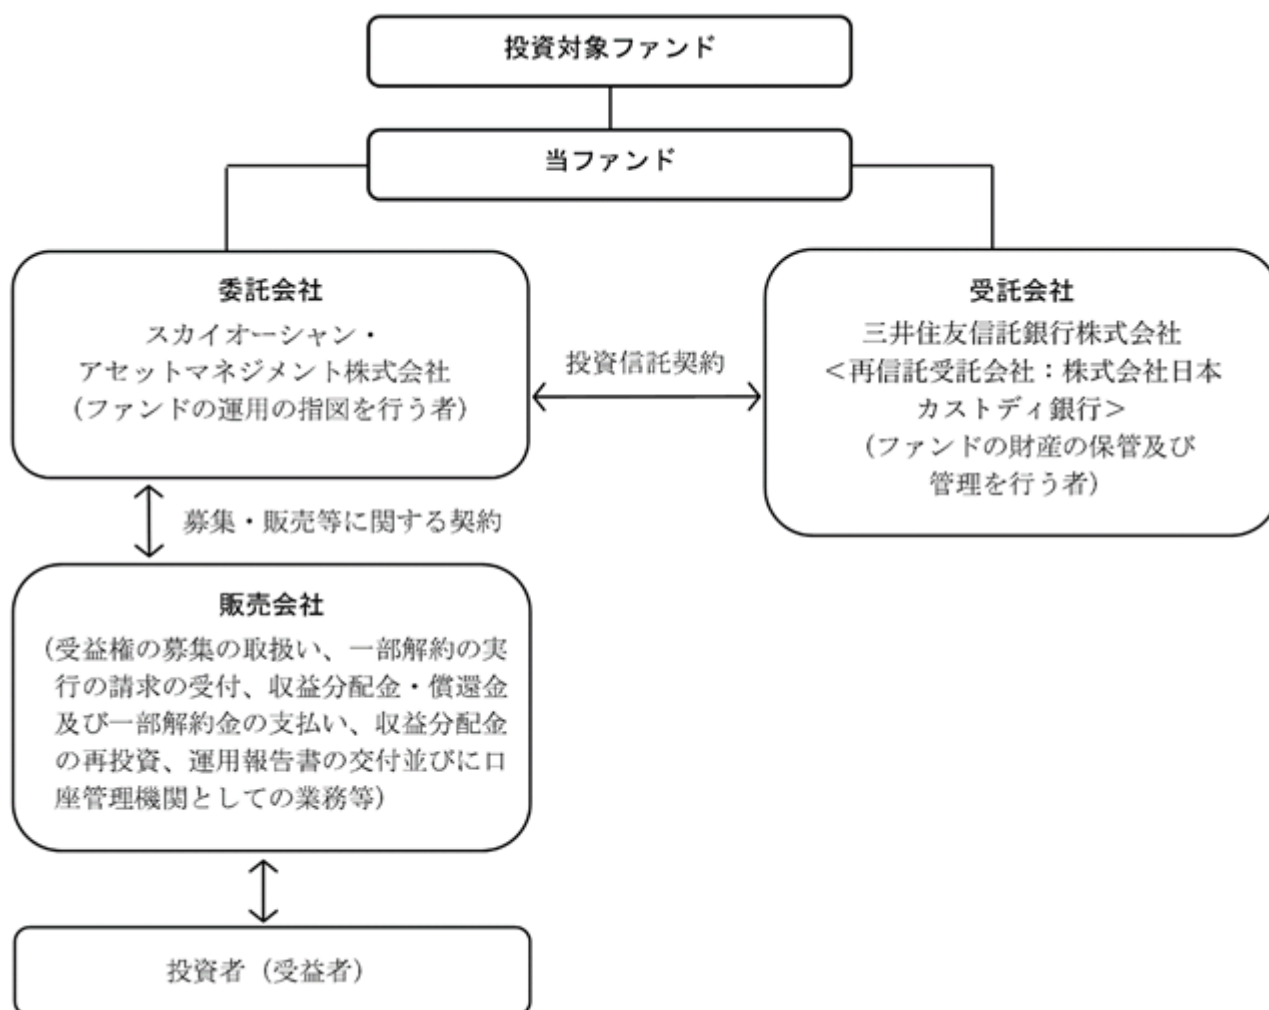 投資対象ファンド
当ファンド
委託会社
スカイオーシャン・
アセットマネジメント株式会社
（ファンドの運用の指図を行う者）
投資信託契約
受託会社
三井住友信託銀行株式会社
＜再信託受託会社：株式会社日本
カストディ銀行＞
（ファンドの財産の保管及び
管理を行う者）
募集・販売等に関する契約
販売会社
（受益権の募集の取扱い、一部解約の実
行の請求の受付、収益分配金・償還金
及び一部解約金の支払い、収益分配金
の再投資、運用報告書の交付並びに口
座管理機関としての業務等）
投資者（受益者）